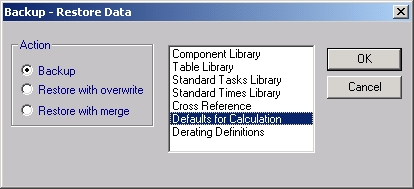 Backup - Restore Data
Action
Backup
Restore with overwrite
Restore with merge
Component Library
Table Library
Standard Tasks Library
Standard Times Library
Cross Reference
Defaults for Calculation
Derating Definitions
OK
Cancel